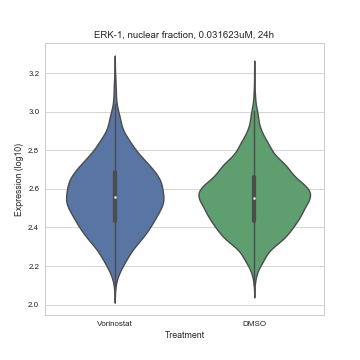 ERK-1, nuclear fraction, 0.031623uM, 24h
3.2
3.0
2.8
2.6
2.4
2.2
2.0
Expression (log10)
Vorinostat DMSO
Treatment